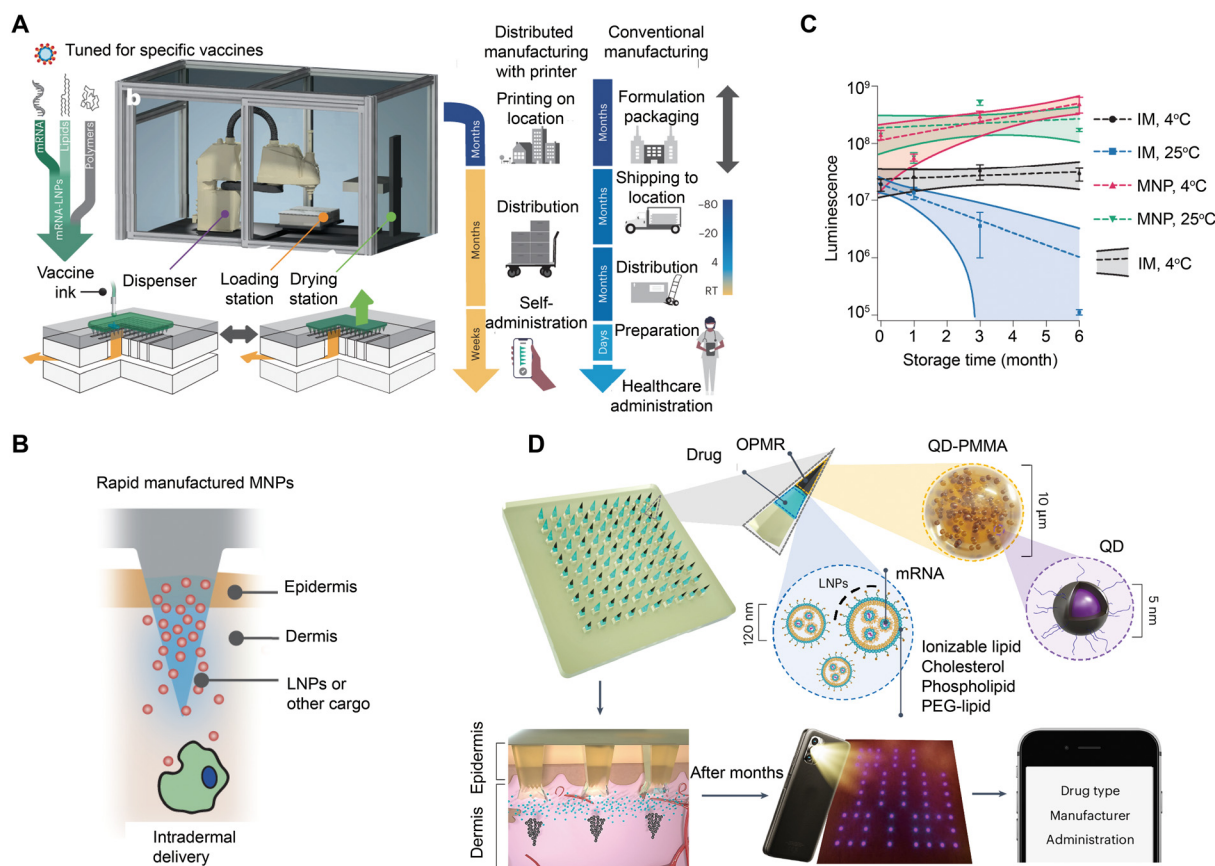 A
Tuned for specific vaccines
mRNA
Lipids
Polymers
mRNA-LNPs
b
Vaccine
ink
Dispenser
Loading
station
Drying
station
Distributed
manufacturing
with printer
Printing on
location
Distribution
Self-
administration
Months
Months
Weeks
Conventional
manufacturing
Formulation
packaging
Shipping to
location
Distribution
Preparation
Healthcare
administration
Months
Months
Months
Days
–80
–20
4
RT
C
Luminescence
10⁹
10⁸
10⁷
10⁶
10⁵
0
1
2
3
4
5
6
Storage time (month)
IM, 4°C
IM, 25°C
MNP, 4°C
MNP, 25°C
IM, 4°C
B
Rapid manufactured MNPs
Epidermis
Dermis
LNPs or
other cargo
Intradermal
delivery
D
Drug
OPMR
QD-PMMA
10 μm
QD
5 nm
LNPs
mRNA
120 nm
Ionizable lipid
Cholesterol
Phospholipid
PEG-lipid
Epidermis
Dermis
After months
Drug type
Manufacturer
Administration